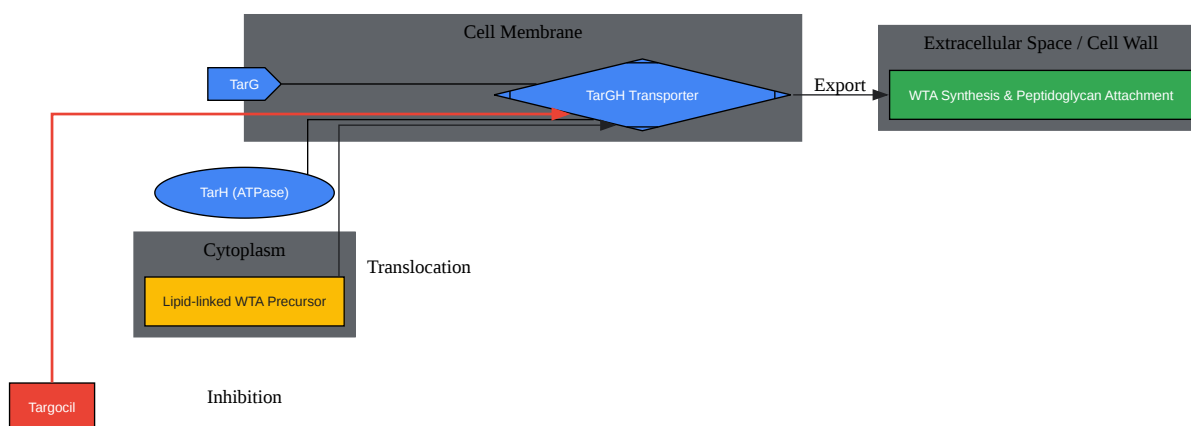 Cell Membrane
Extracellular Space / Cell Wall
TarG
TarGH Transporter
Export
WTA Synthesis & Peptidoglycan Attachment
TarH (ATPase)
Cytoplasm
Translocation
Lipid-linked WTA Precursor
Inhibition
Targocil